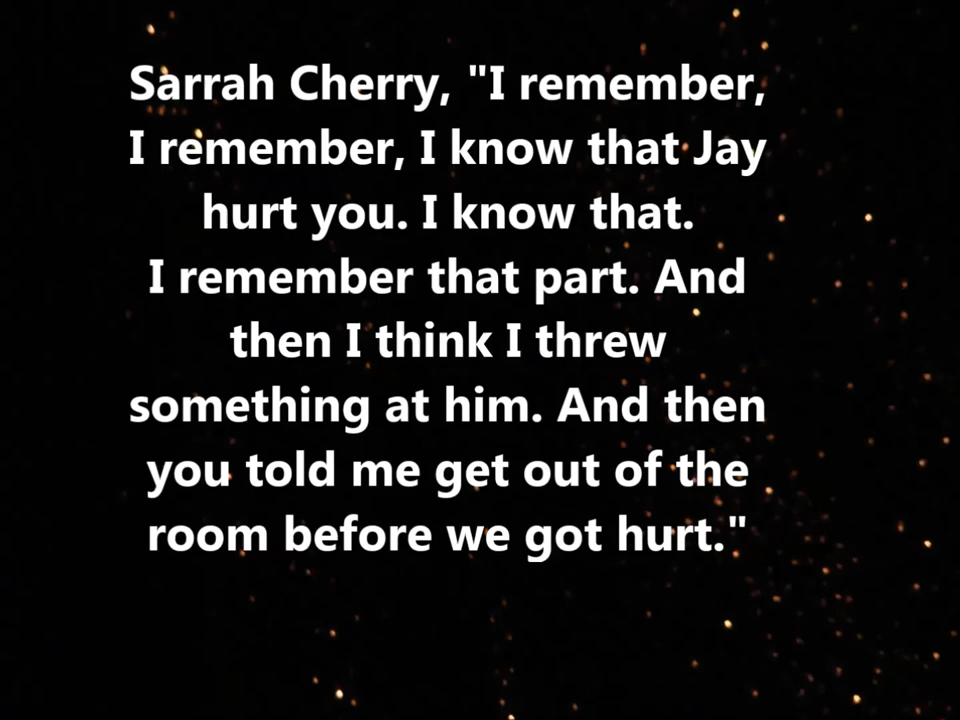 Sarrah Cherry, "I remember,
I remember, I know that Jay
hurt you. I know that.
I remember that part. And
then I think I threw
something at him. And then
you told me get out of the
room before we got hurt."